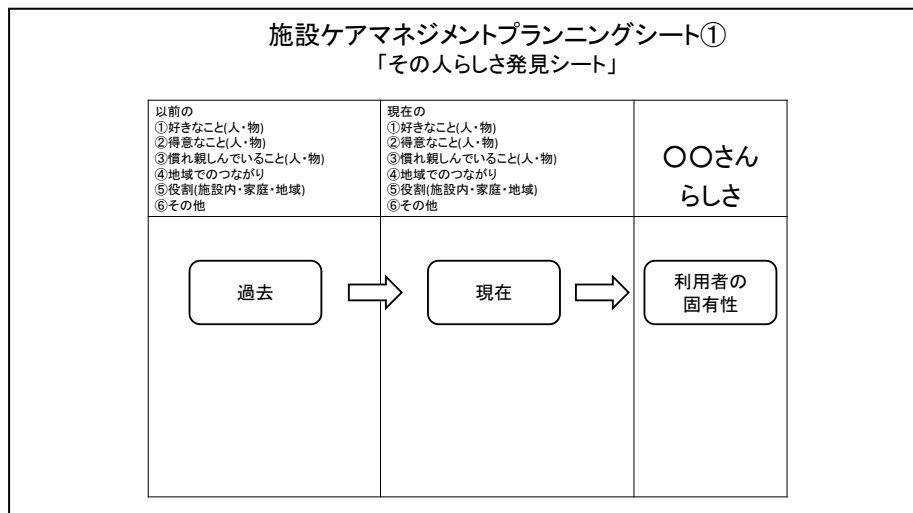 施設ケアマネジメントプランニングシート①
「その人らしさ発見シート」
以前の
①好きなこと(人・物)
②得意なこと(人・物)
③慣れ親しんでいること(人・物)
④地域でのつながり
⑤役割(施設内・家庭・地域)
⑥その他
現在の
①好きなこと(人・物)
②得意なこと(人・物)
③慣れ親しんでいること(人・物)
④地域でのつながり
⑤役割(施設内・家庭・地域)
⑥その他
〇〇さん
らしさ
過去
現在
利用者の
固有性